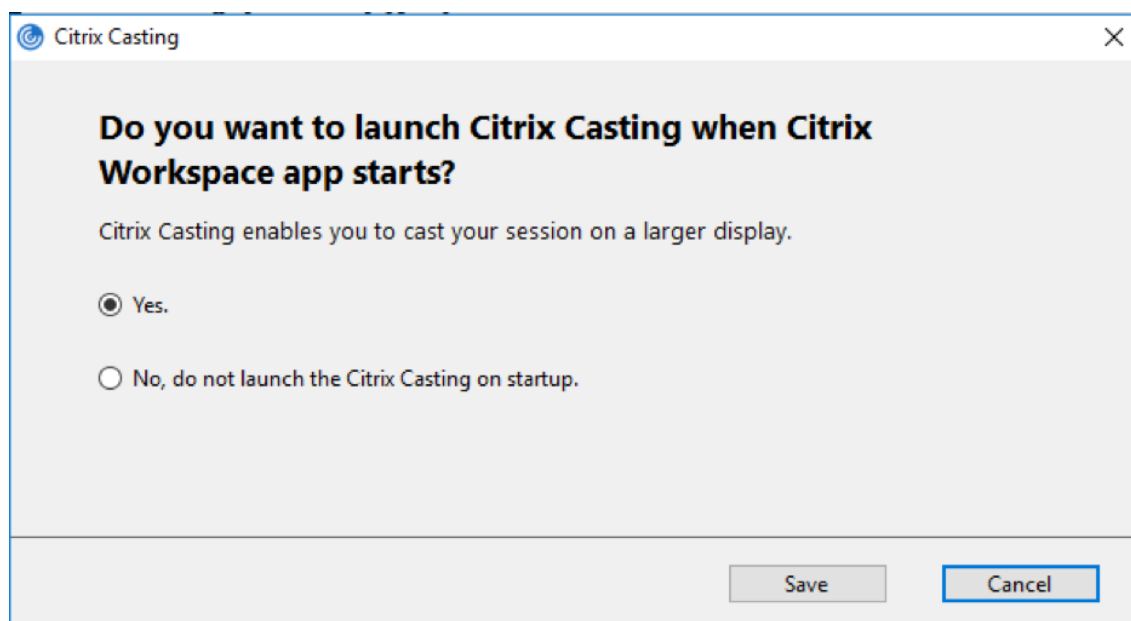 Citrix Casting
Do you want to launch Citrix Casting when Citrix
Workspace app starts?
Citrix Casting enables you to cast your session on a larger display.
Yes.
No, do not launch the Citrix Casting on startup.
Save
Cancel